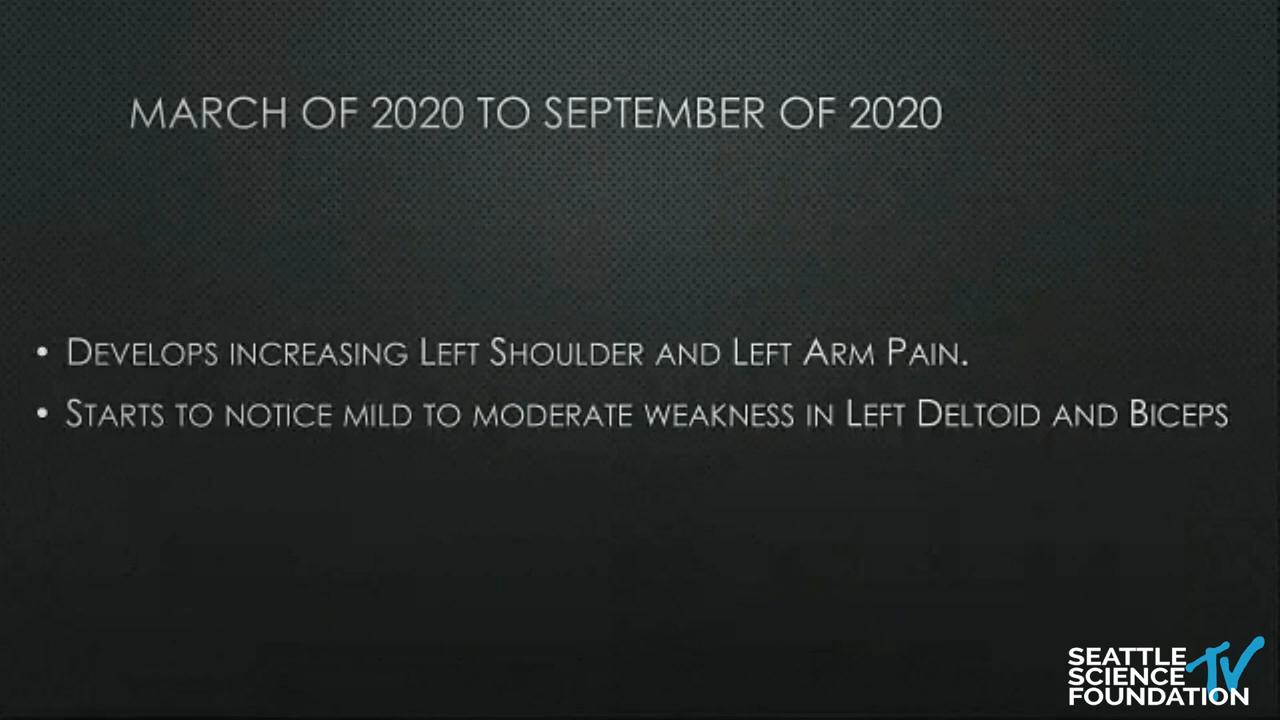 MARCH OF 2020 TO SEPTEMBER OF 2020
• DEVELOPS INCREASING LEFT SHOULDER AND LEFT ARM PAIN.
• STARTS TO NOTICE MILD TO MODERATE WEAKNESS IN LEFT DELTOID AND BICEPS
SEATTLE
SCIENCE TV
FOUNDATION